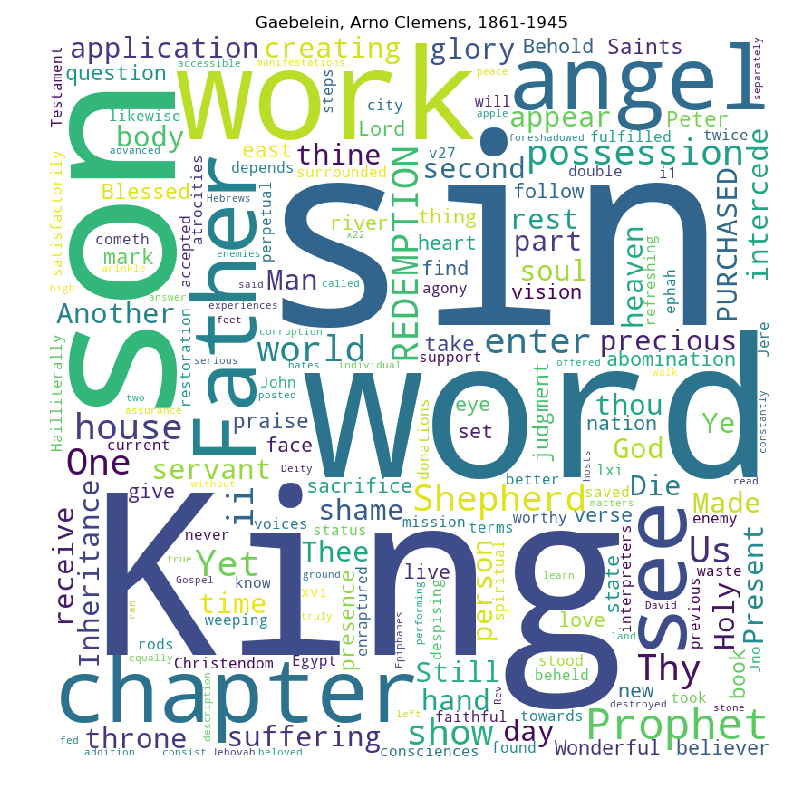 Gaebelein, Arno Clemens, 1861-1945
Testament
application
creating
accessible
manifestations
glory
Behold
Saints
separately
question
work
steps
city
peace
apple
will
angel
likewise
son
body
Lord
appear
Peter
advanced
foreshadowed
fulfilled
twice
intercede
satisfactorily
east
thine
REDEMPTION
v27
second
possession
double
i1
atrocities
depends
surrounded
Blessed
Hebrews
Father
perpetual
sin
follow
PURCHASED
accepted
cometh
mark
wrinkle
high
answer
river
x22
thing
heart
rest
part
heaven
refreshing
ephah
enemies
Man
find
soul
said
called
agony
vision
Another
experiences
feet
restoration
corruption
world
take
enter
precious
Jere
Hailliterally
serious
hates
individual
support
offered
abomination
walk
John
posted
word
judgment
two
assurance
house
praise
donations
eye
set
thou
nation
Ye
constantly
current
face
One
servant
Deity
God
lxi
hosts
better
saved
matters
Die
read
without
ii
give
sacrifice
Shepherd
Made
receive
Inheritance
shame
voices
status
mission
terms
worthy
verse
enemy
never
King
see
Us
true
Yet
Thee
ground
Gospel
know
live
person
spiritual
learn
state
interpreters
David
previous
waste
Holy
Present
time
xvi
ran
truly
weeping
presence
enraptured
Epiphanes
performing
despising
love
land
Jno
rods
equally
Christendom
Egypt
Still
stood
beheld
Thy
book
chapter
description
hand
Rev
new
took
destroyed
stone
left
faithful
towards
throne
suffering
show
day
Prophet
fed
addition
consist
Jehovah
beloved
consciences
found
Wonderful
believer